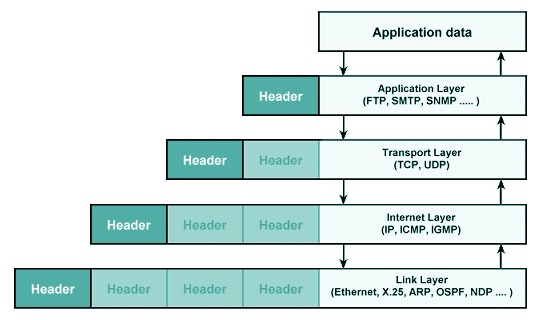 Application data
Header Application Layer
(FTP, SMTP, SNMP ..... )
Header Header Transport Layer
(TCP, UDP)
Header Header Header Internet Layer
(IP, ICMP, IGMP)
Header Header Header Header Link Layer
(Ethernet, X.25, ARP, OSPF, NDP .... )